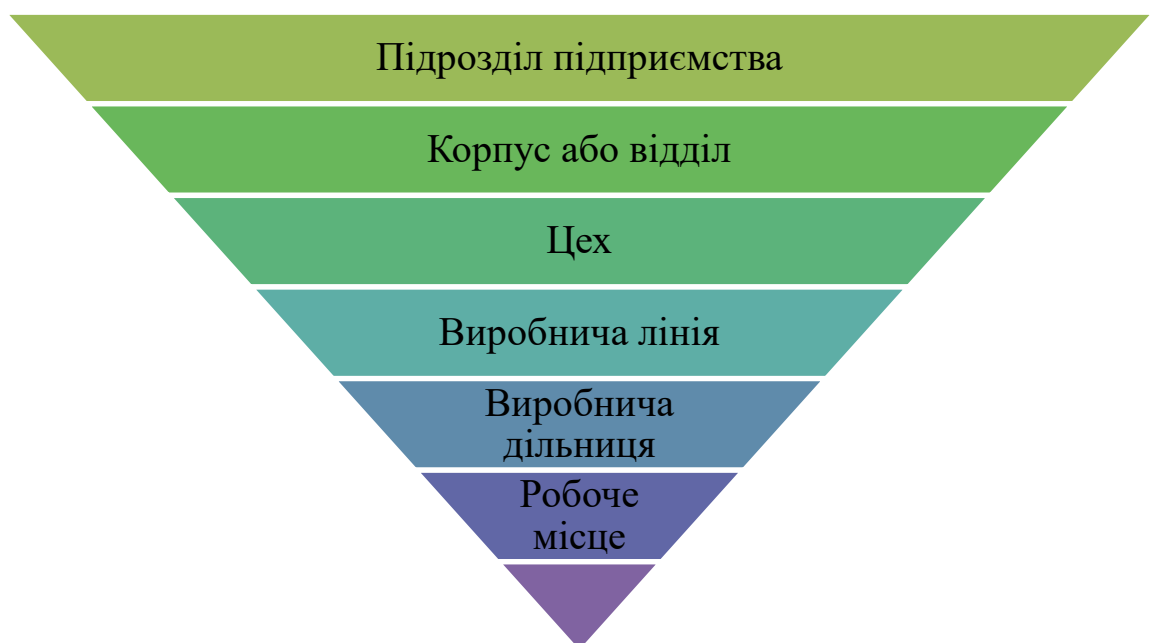 Підрозділ підприємства
Корпус або відділ
Цех
Виробнича лінія
Виробнича
дільниця
Робоче
місце